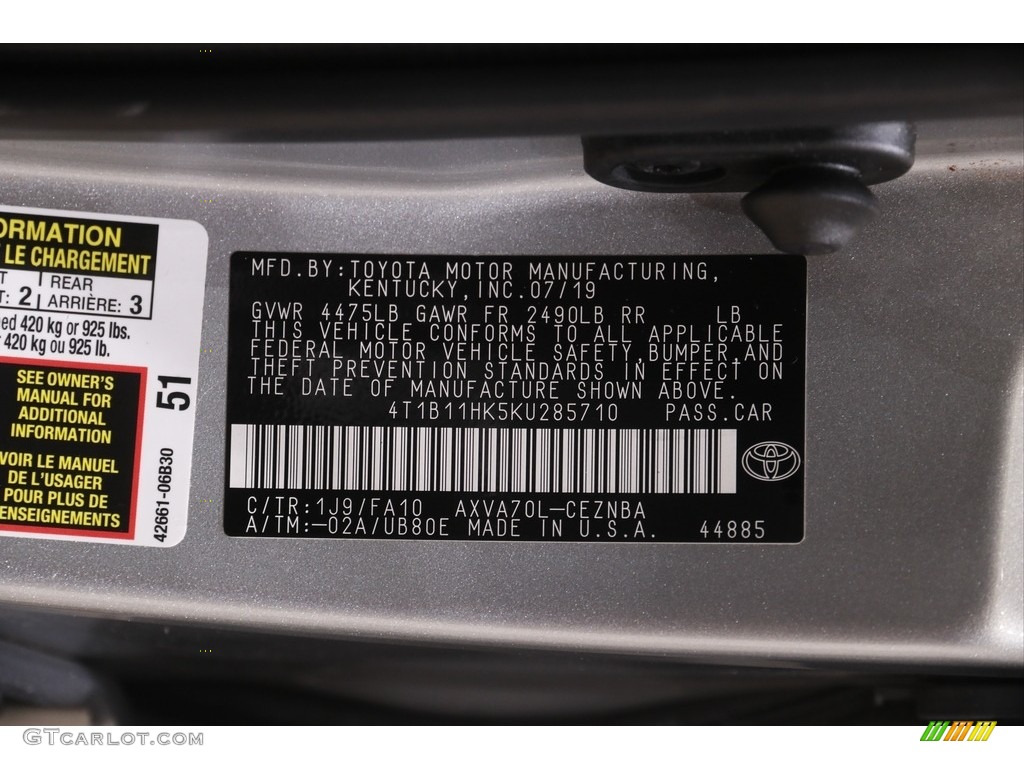 ORMATION
LE CHARGEMENT
2 REAR
ARRIÈRE: 3
420 kg or 925 lbs.
420 kg ou 925 lb.
SEE OWNER'S
MANUAL FOR
ADDITIONAL
INFORMATION
VOIR LE MANUEL
DE L'USAGER
POUR PLUS DE
ENSEIGNEMENTS
51
42661-06B30
MFD.BY:TOYOTA MOTOR MANUFACTURING,
KENTUCKY,INC.07/19
GVWR 4475LB GAWR FR 2490LB RR LB
THIS VEHICLE CONFORMS TO ALL APPLICABLE
FEDERAL MOTOR VEHICLE SAFETY,BUMPER,AND
THEFT PREVENTION STANDARDS IN EFFECT ON
THE DATE OF MANUFACTURE SHOWN ABOVE.
4T1B11HK5KU285710 PASS.CAR
C/TR:1J9/FA10 AXVA70L-CEZNBA
A/TM:-02A/UB80E MADE IN U.S.A. 44885
GTCarlot.com